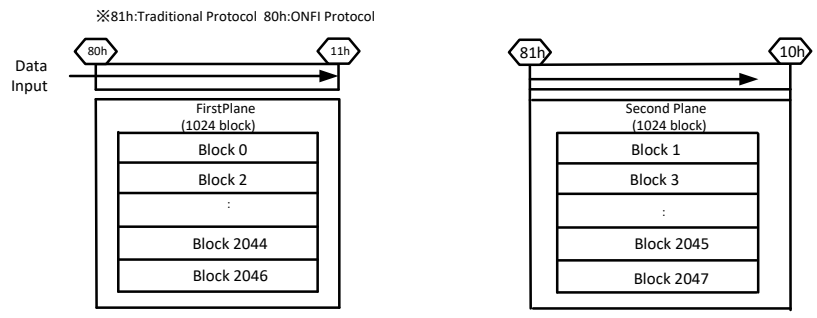 ※81h:Traditional Protocol 80h:ONFI Protocol
80h
11h
Data
Input
FirstPlane
(1024 block)
Block 0
Block 2
:
Block 2044
Block 2046
81h
10h
Second Plane
(1024 block)
Block 1
Block 3
:
Block 2045
Block 2047